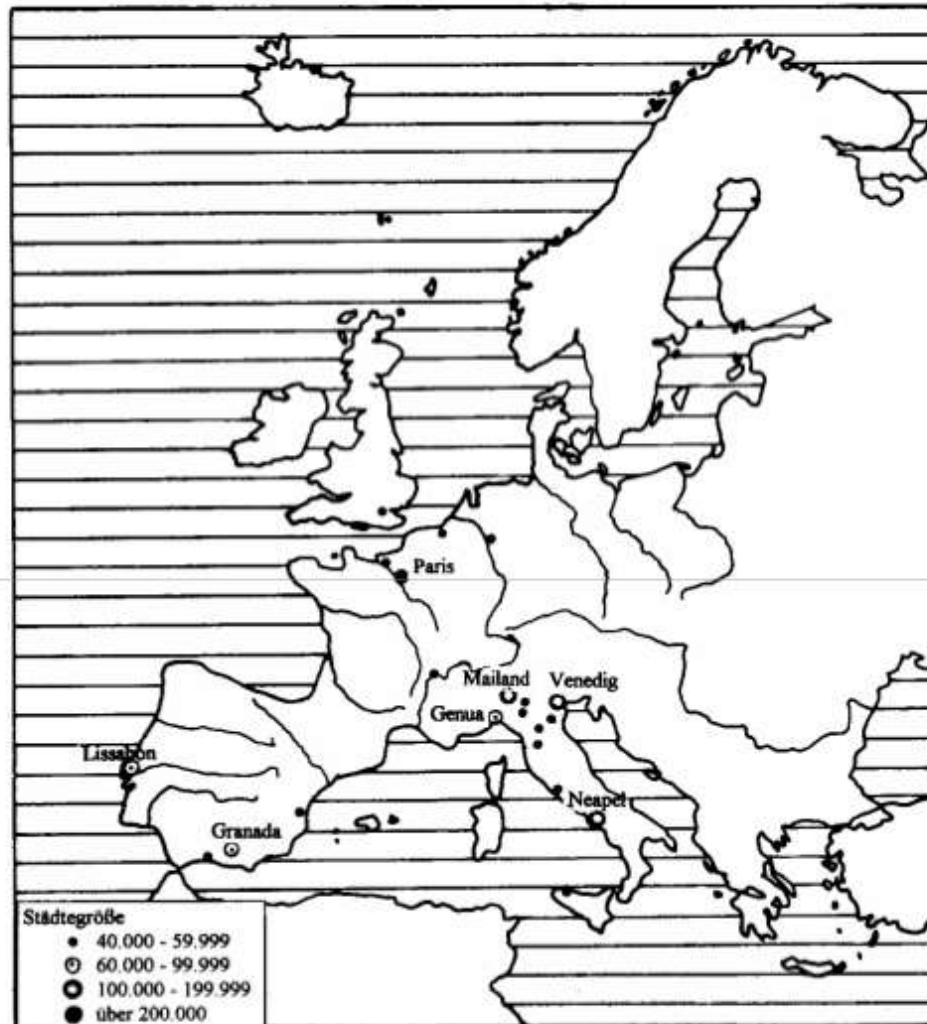 Paris
Mailand
Venedig
Genua
Lissabon
Neapel
Granada
Städtegröße
40.000 - 59.999
60.000 - 99.999
100.000 - 199.999
über 200.000